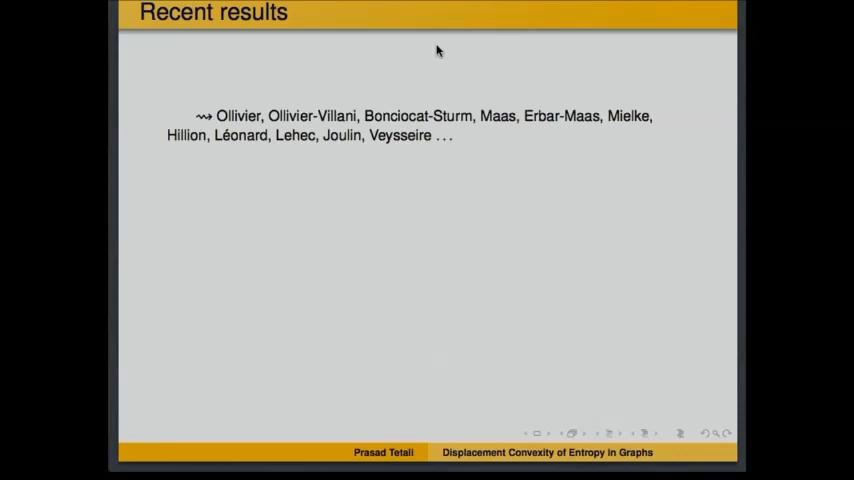 Recent results
⇝ Ollivier, Ollivier-Villani, Bonciocat-Sturm, Maas, Erbar-Maas, Mielke,
Hillion, Léonard, Lehec, Joulin, Veysseire ...
Prasad Tetali Displacement Convexity of Entropy in Graphs